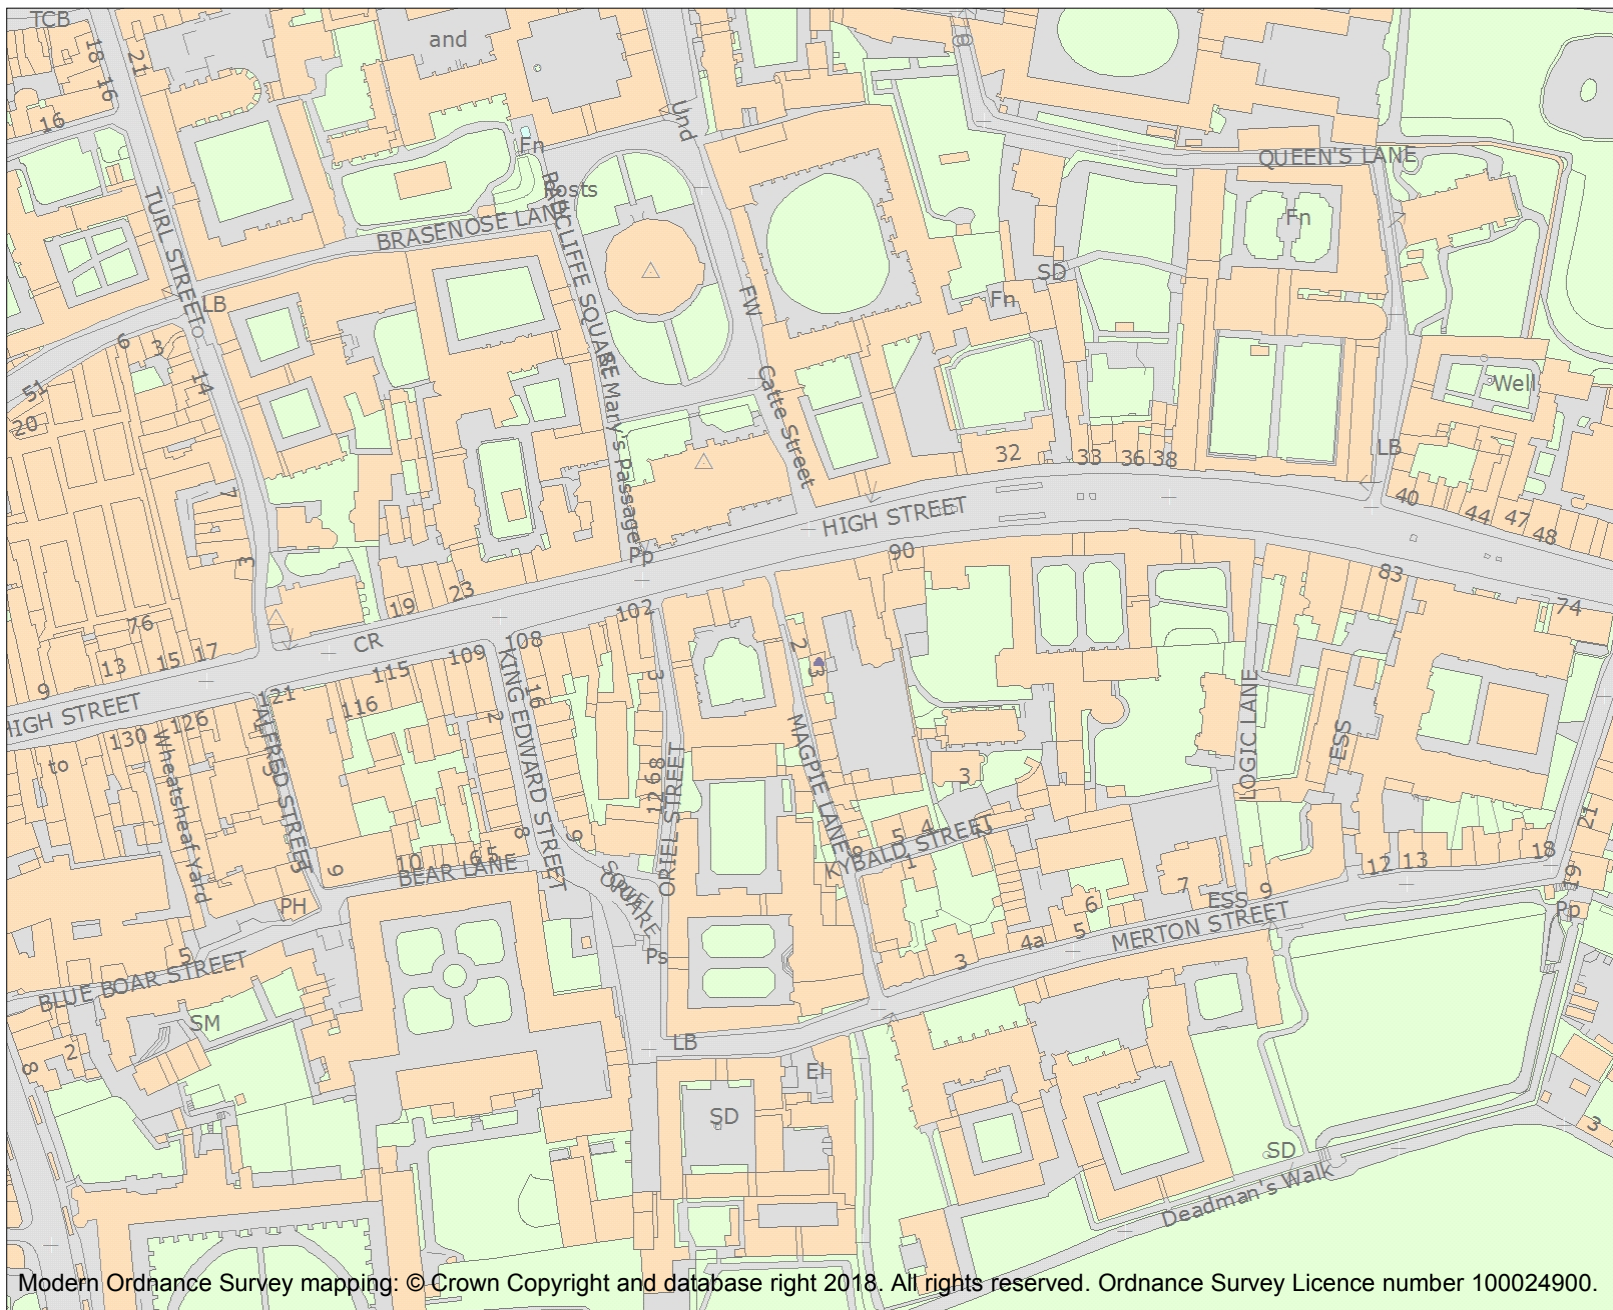 TCB
18
16
21
and
16
Und
Fn
Posts
RADCLIFFE SQUARE
BRASENOSE LANE
TURL STREET
LB
QUEEN'S LANE
Fn
SD
Fn
FW
6
3
14
51
20
St Mary's Passage
Catte Street
Well
32
33
36
38
LB
40
44
47
48
7
3
HIGH STREET
90
83
74
Pp
102
23
19
CR
108
109
115
116
121
76
17
15
13
9
HIGH STREET
126
130
to
Wheatsheaf Yard
ALFRED STREET
KING EDWARD STREET
16
2
3
2
3
MAGPIE LANE
ORIEL STREET
12
6
8
LOGIC LANE
ESS
3
5
4
2
KYBALD STREET
1
8
9
9
10
6
5
BEAR LANE
ORIEL SQUARE
PH
5
BLUE BOAR STREET
SM
Ps
LB
3
4a
5
6
7
ESS
9
MERTON STREET
12
13
18
19
21
Pp
2
8
El
SD
SD
3
Deadman's Walk
Modern Ordnance Survey mapping: © Crown Copyright and database right 2018. All rights reserved. Ordnance Survey Licence number 100024900.